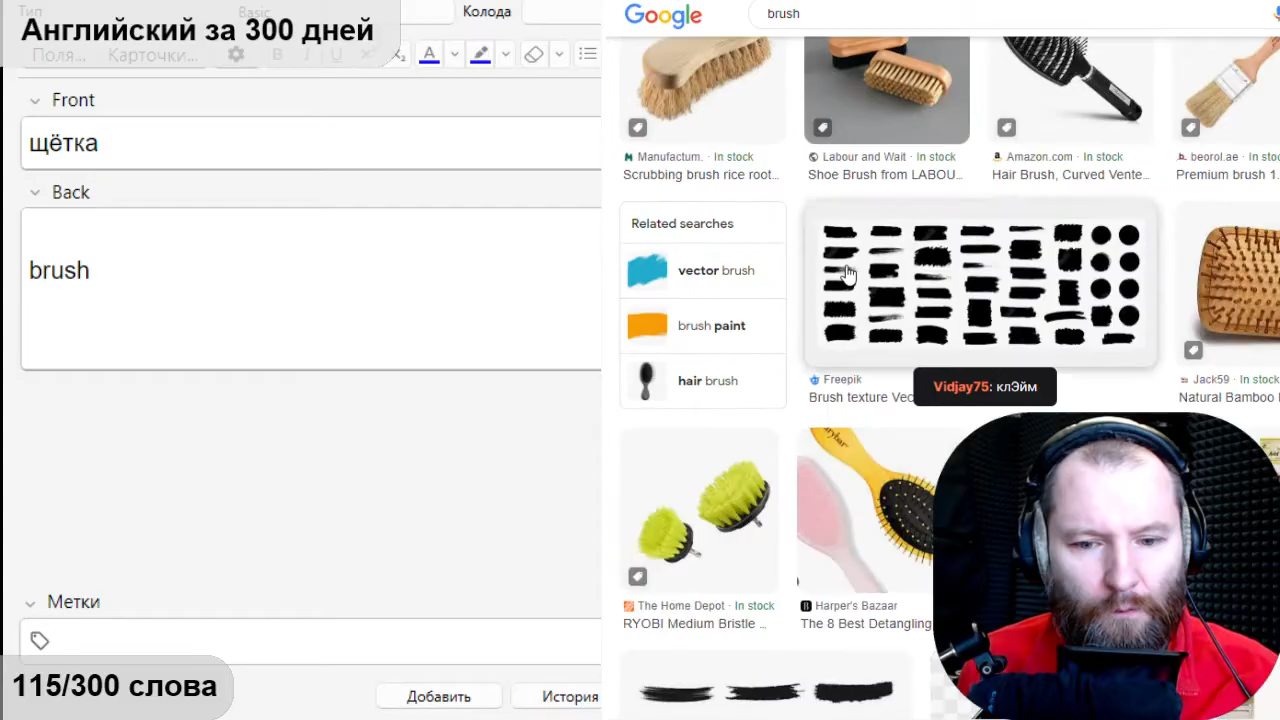 Тип
Basic
Колода
Английский за 300 дней
Поля...
Карточки...
B
I
U
A
Front
щётка
Back
brush
Метки
115/300 слова
Добавить
История
Google
brush
Manufactum. · In stock
Scrubbing brush rice root...
Labour and Wait · In stock
Shoe Brush from LABOU...
Amazon.com · In stock
Hair Brush, Curved Vente...
beorol.ae · In sto
Premium brush 1.
Related searches
vector brush
brush paint
hair brush
Freepik
Brush texture Vec
Vidjay75: клЭйм
Jack59 · In stock
Natural Bamboo
The Home Depot · In stock
RYOBI Medium Bristle ...
Harper's Bazaar
The 8 Best Detangling